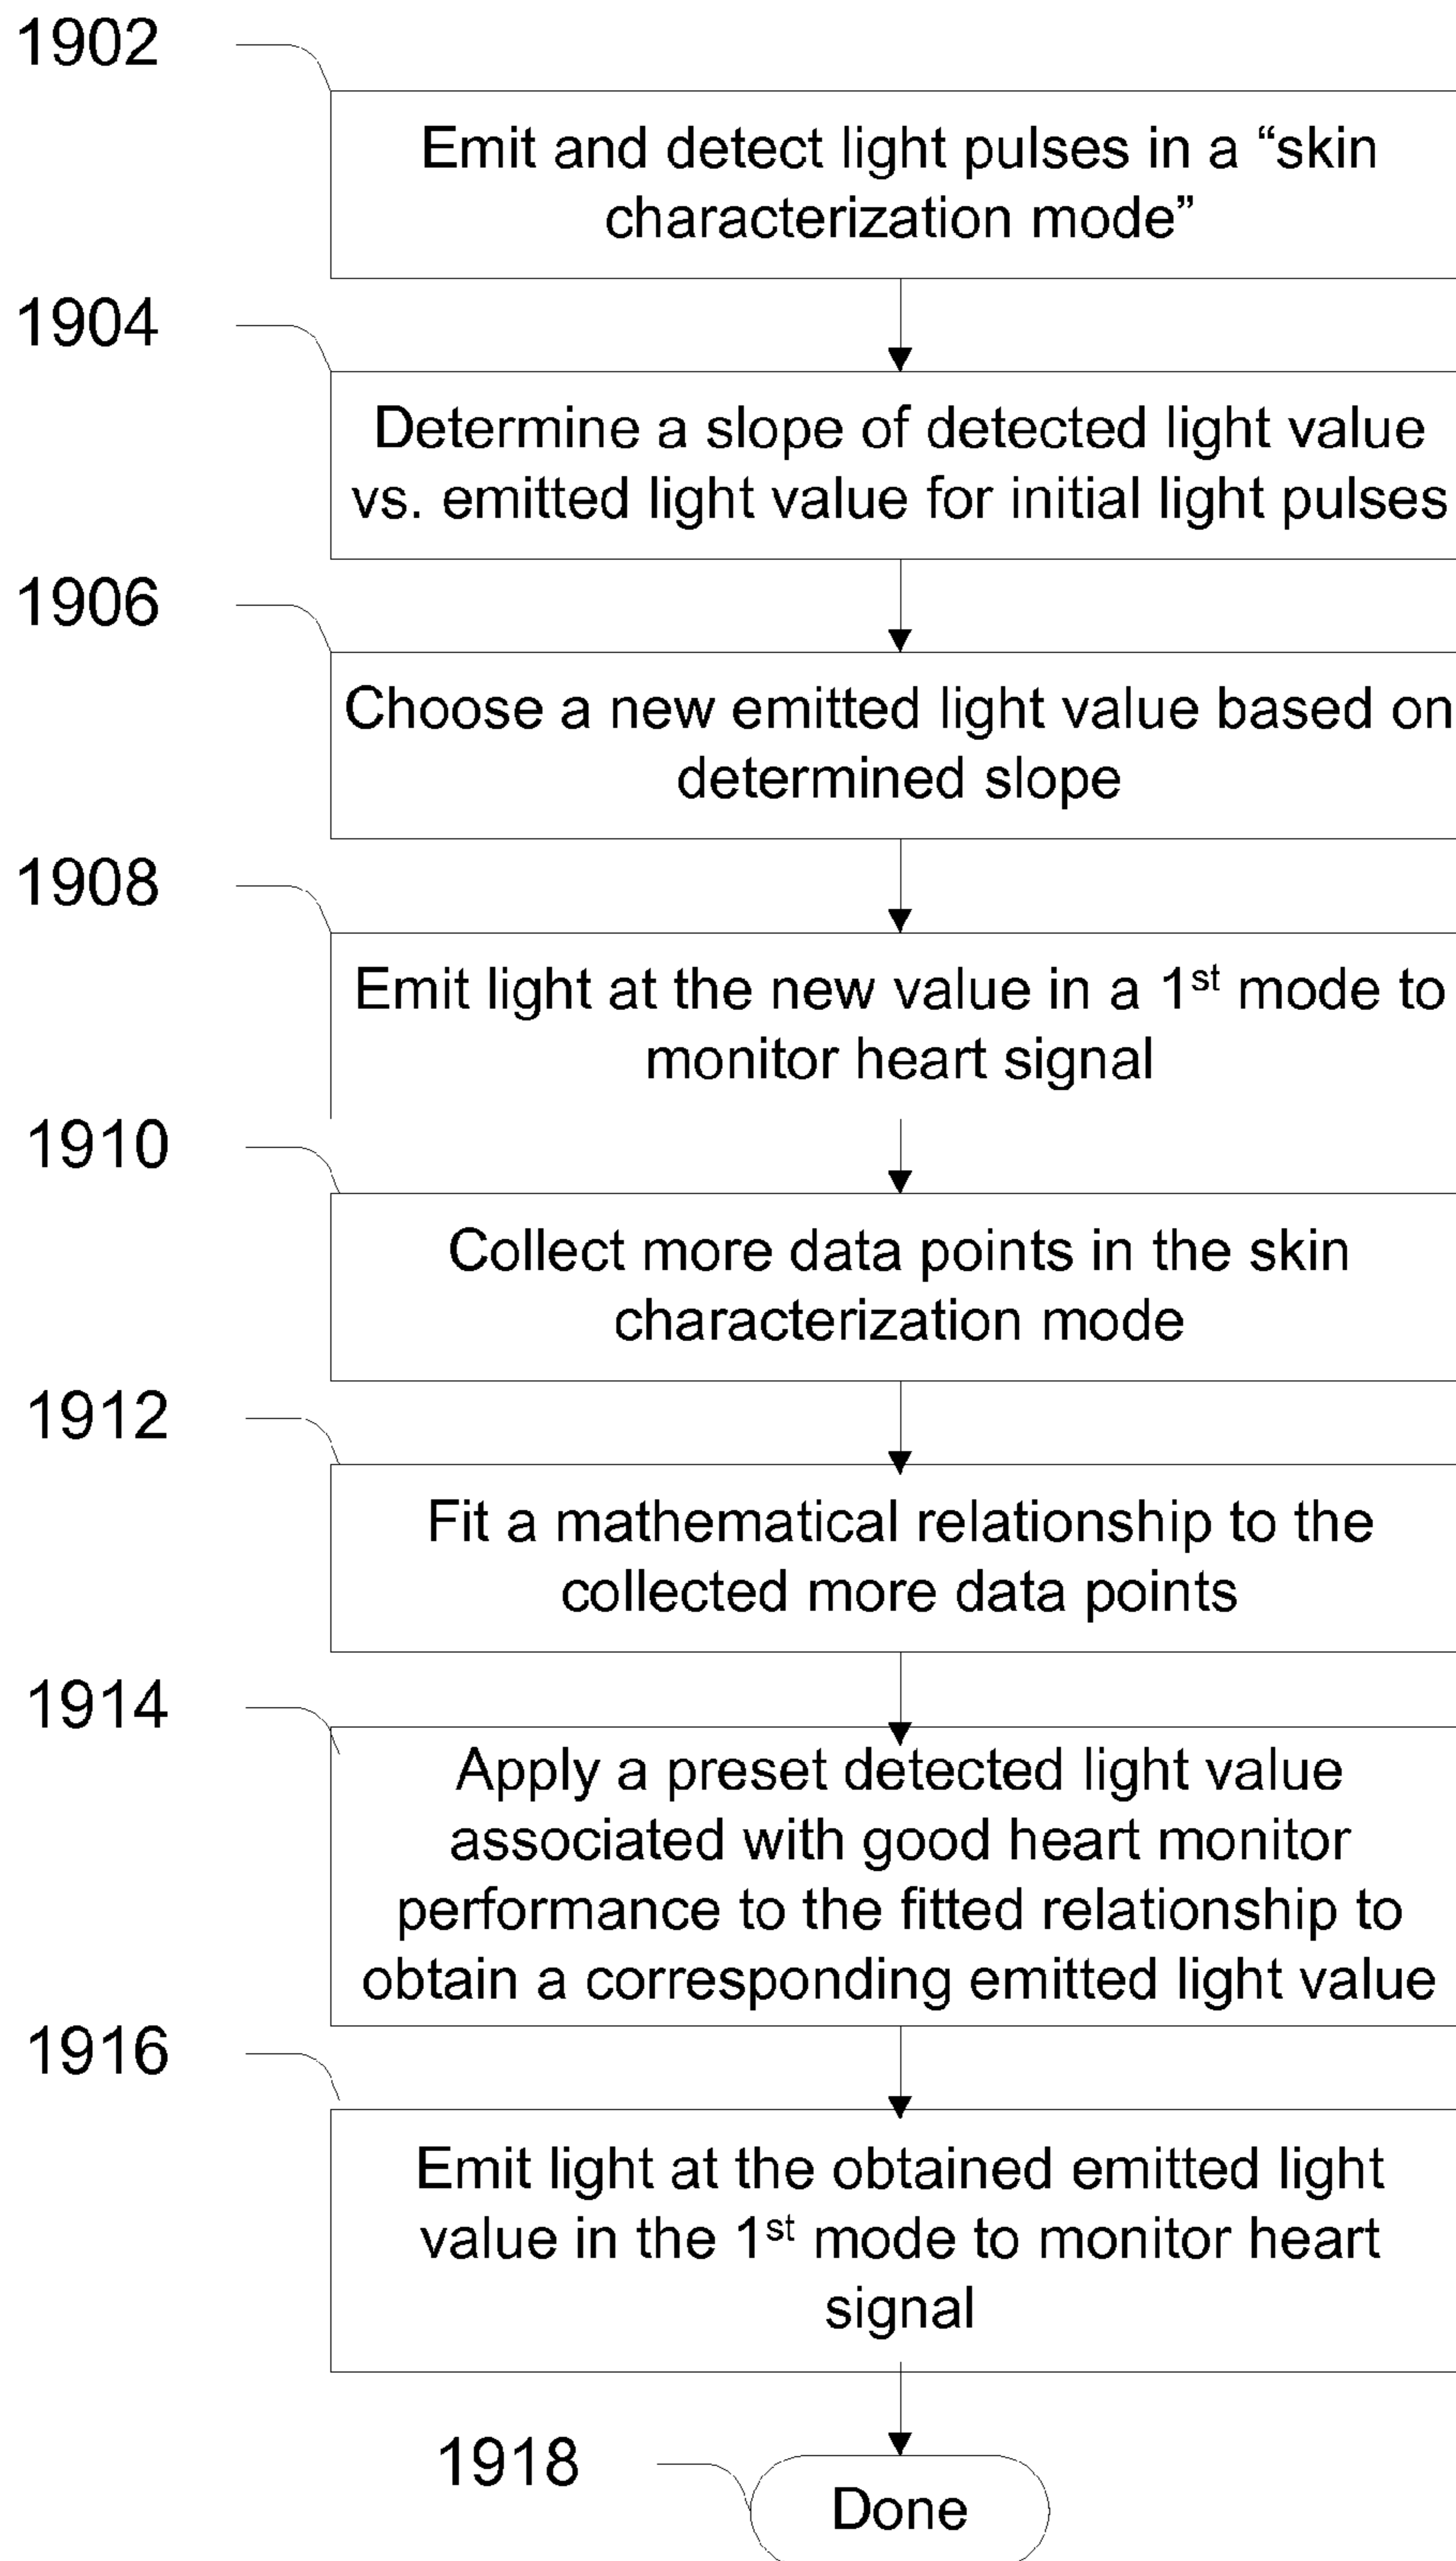 1902
Emit and detect light pulses in a “skin
characterization mode”
1904
Determine a slope of detected light value
vs. emitted light value for initial light pulses
1906
Choose a new emitted light value based on
determined slope
1908
Emit light at the new value in a 1st mode to
monitor heart signal
1910
Collect more data points in the skin
characterization mode
1912
Fit a mathematical relationship to the
collected more data points
1914
Apply a preset detected light value
associated with good heart monitor
performance to the fitted relationship to
obtain a corresponding emitted light value
1916
Emit light at the obtained emitted light
value in the 1st mode to monitor heart
signal
1918
Done